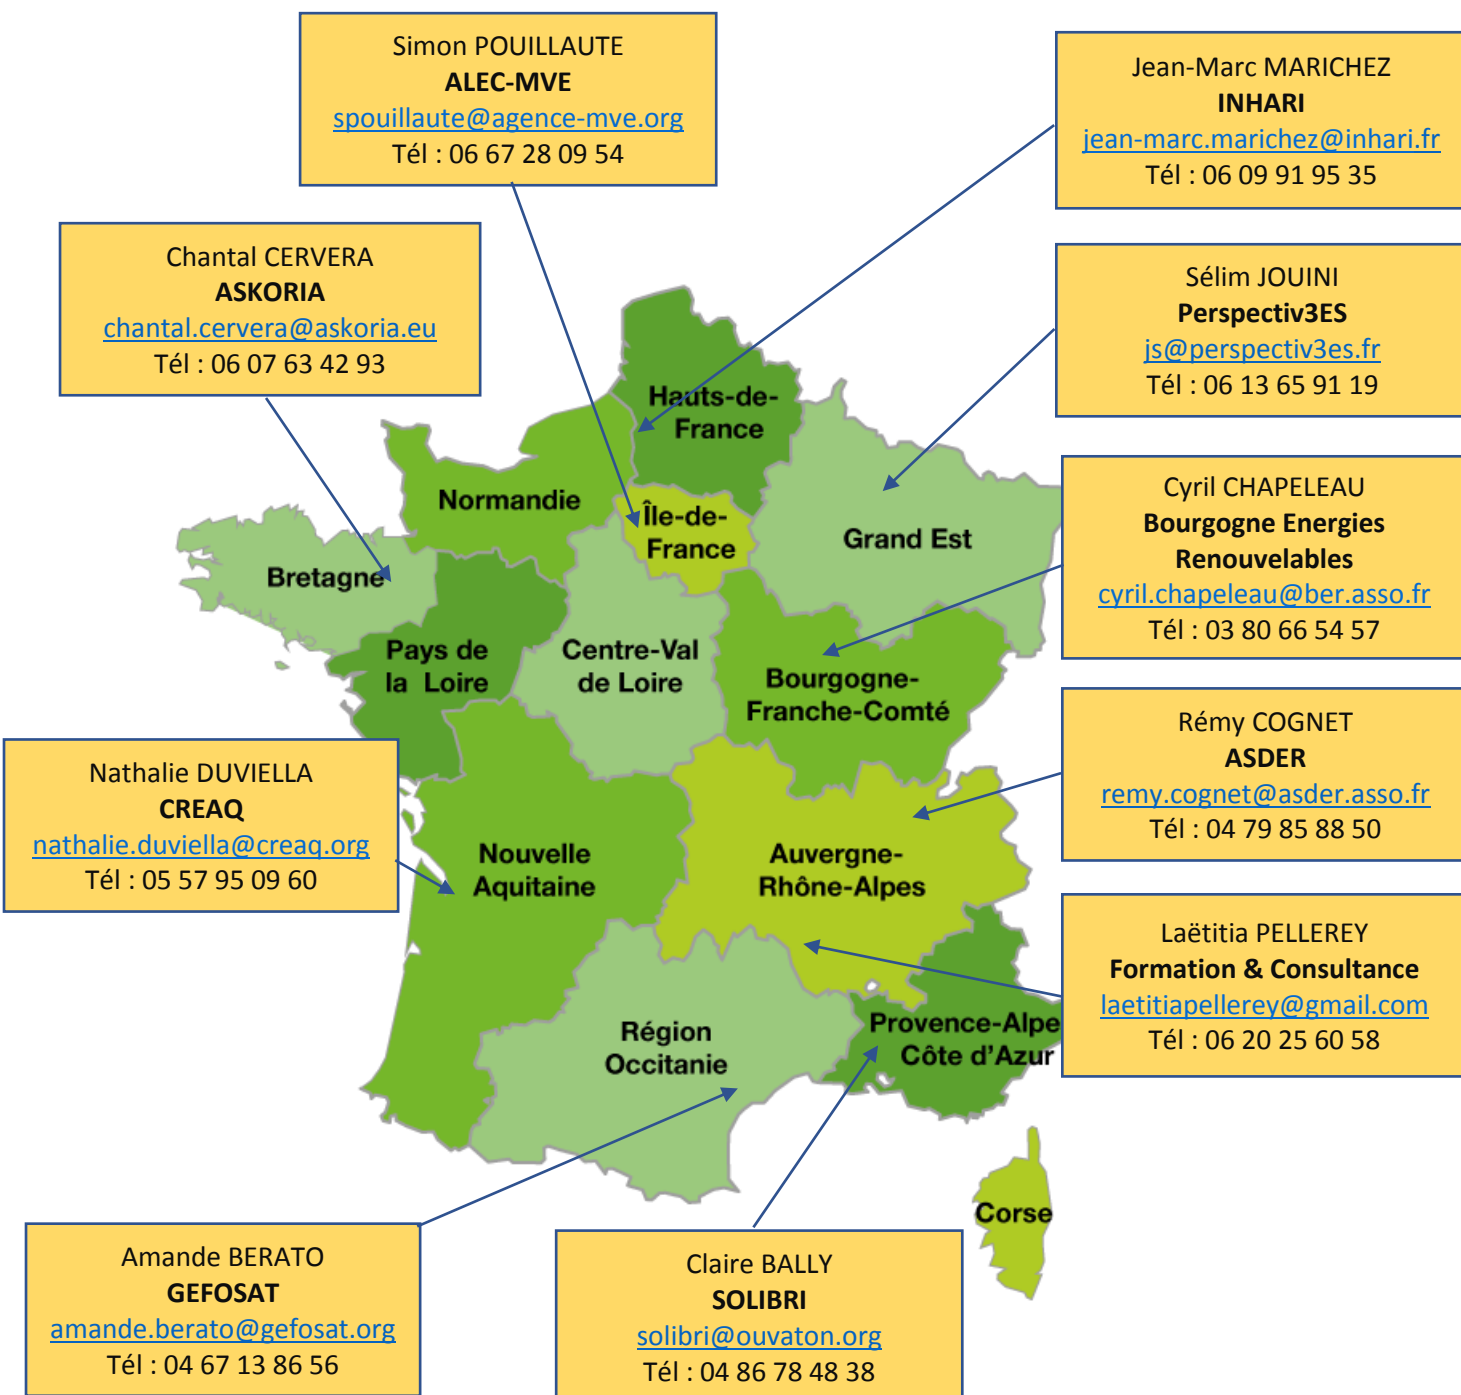 Simon POUILLAUTE
ALEC-MVE
spouillaute@agence-mve.org
Tél : 06 67 28 09 54
Jean-Marc MARICHEZ
INHARI
jean-marc.marichez@inhari.fr
Tél : 06 09 91 95 35
Chantal CERVERA
ASKORIA
chantal.cervera@askoria.eu
Tél : 06 07 63 42 93
Sélim JOUINI
Perspectiv3ES
js@perspectiv3es.fr
Tél : 06 13 65 91 19
Hauts-de-
France
Normandie
Île-de-
France
Grand Est
Cyril CHAPELEAU
Bourgogne Energies
Renouvelables
cyril.chapeleau@ber.asso.fr
Tél : 03 80 66 54 57
Bretagne
Pays de
la Loire
Centre-Val
de Loire
Bourgogne-
Franche-Comté
Rémy COGNET
ASDER
remy.cognet@asder.asso.fr
Tél : 04 79 85 88 50
Nathalie DUVIELLA
CREAQ
nathalie.duviella@creaq.org
Tél : 05 57 95 09 60
Nouvelle
Aquitaine
Auvergne-
Rhône-Alpes
Laëtitia PELLEREY
Formation & Consultance
laetitiapellerey@gmail.com
Tél : 06 20 25 60 58
Région
Occitanie
Provence-Alpe
Côte d'Azur
Corse
Amande BERATO
GEFOSAT
amande.berato@gefosat.org
Tél : 04 67 13 86 56
Claire BALLY
SOLIBRI
solibri@ouvaton.org
Tél : 04 86 78 48 38